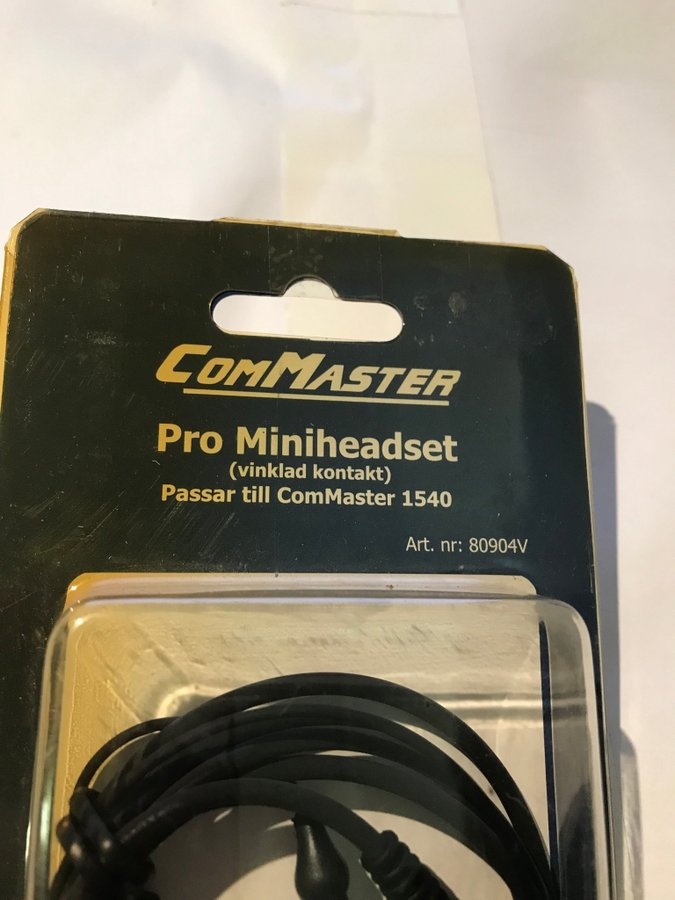 COMMASTER
Pro Miniheadset
(vinklad kontakt)
Passar till ComMaster 1540
Art. nr: 80904V